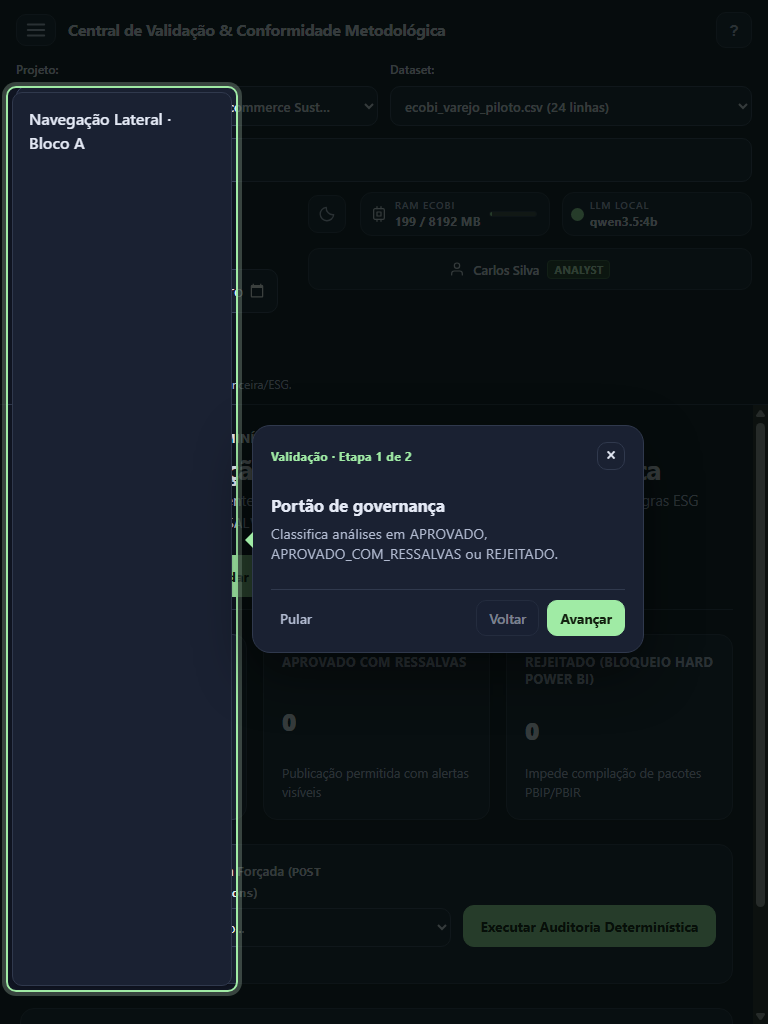 Central de Validação & Conformidade Metodológica
?
Projeto:
Dataset:
commerce Sust...
ecobi_varejo_piloto.csv (24 linhas)
Navegação Lateral ·
Bloco A
RAM ECOBI
199 / 8192 MB
LLM LOCAL
qwen3.5:4b
Carlos Silva
ANALYST
nceira/ESG.
Validação · Etapa 1 de 2
×
Portão de governança
Classifica análises em APROVADO,
APROVADO_COM_RESSALVAS ou REJEITADO.
Pular
Voltar
Avançar
gras ESG
APROVADO COM RESSALVAS
0
Publicação permitida com alertas
visíveis
REJEITADO (BLOQUEIO HARD
POWER BI)
0
Impede compilação de pacotes
PBIP/PBIR
Forçada (POST
ons)
Executar Auditoria Determinística